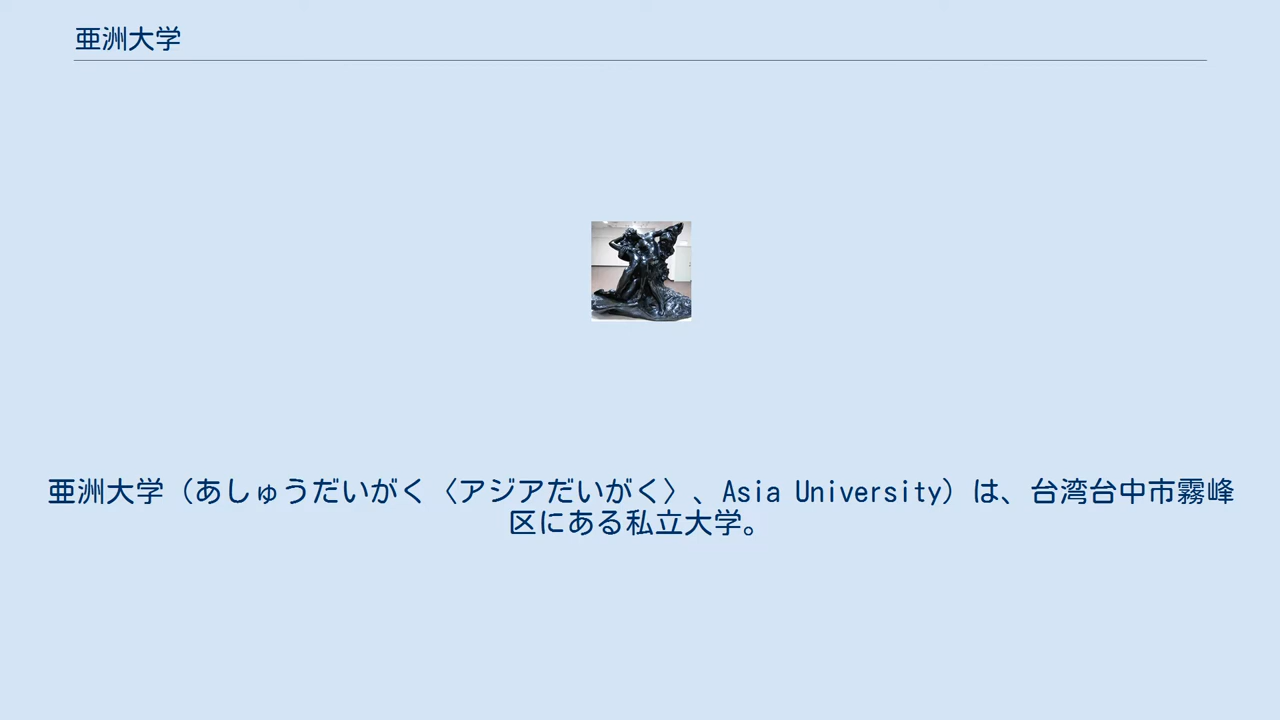 亜洲大学
亜洲大学（あしゅうだいがく〈アジアだいがく〉、Asia University）は、台湾台中市霧峰
区にある私立大学。